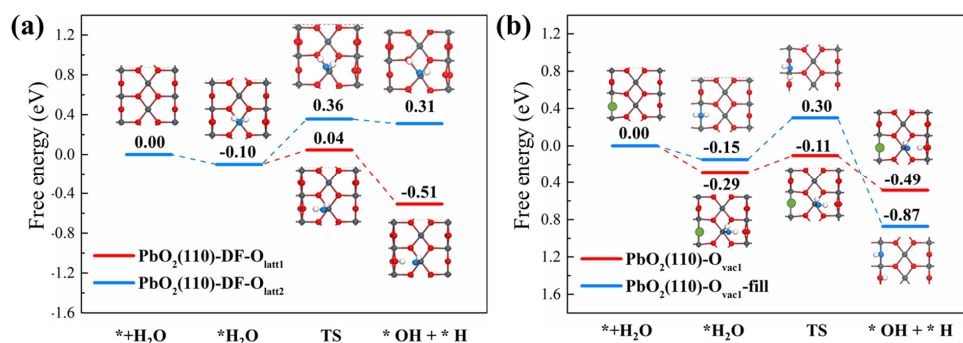 (a)
Free energy (eV)
1.2
0.8
0.4
0.0
-0.4
-0.8
-1.2
-1.6
0.00
-0.10
0.36
0.31
0.04
-0.51
PbO₂(110)-DF-O_latt1
PbO₂(110)-DF-O_latt2
*+H₂O
*H₂O
TS
* OH + * H
(b)
Free energy (eV)
1.2
0.8
0.4
0.0
0.4
0.8
1.2
1.6
0.00
-0.15
-0.29
0.30
-0.11
-0.49
-0.87
PbO₂(110)-O_vac1
PbO₂(110)-O_vac1-fill
*+H₂O
*H₂O
TS
* OH + * H